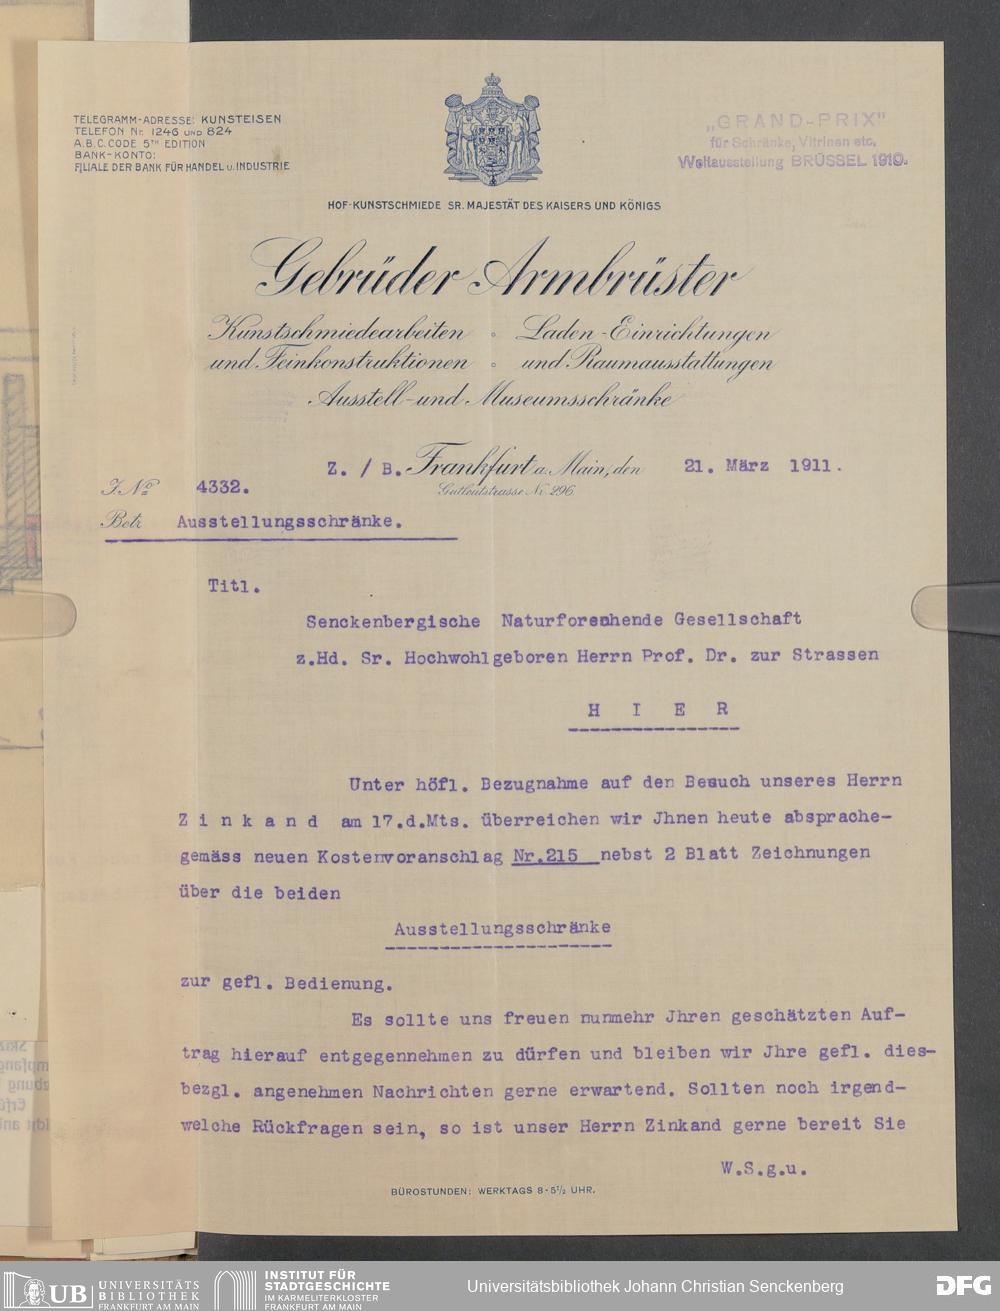 TELEGRAMM-ADRESSE: KUNSTEISEN
TELEFON Nr. 1246 UND 824
A.B.C. CODE 5TH EDITION
BANK-KONTO:
FILIALE DER BANK FÜR HANDEL u. INDUSTRIE
„GRAND-PRIX"
für Schränke, Vitrinen etc.
Weltausstellung BRÜSSEL 1910.
HOF-KUNSTSCHMIEDE SR. MAJESTÄT DES KAISERS UND KÖNIGS
Gebrüder Armbrüster
Kunstschmiedearbeiten ∘ Laden-Einrichtungen
und Feinkonstruktionen ∘ und Raumausstattungen
Ausstell- und Museumsschränke
Z. / B. Frankfurt a. Main, den 21. März 1911.
Gutleutstrasse Nr. 296.
J. No 4332.
Betr. Ausstellungsschränke.
Titl.
Senckenbergische Naturforschende Gesellschaft
z.Hd. Sr. Hochwohlgeboren Herrn Prof. Dr. zur Strassen
H I E R
Unter höfl. Bezugnahme auf den Besuch unseres Herrn
Z i n k a n d am 17.d.Mts. überreichen wir Jhnen heute absprache-
gemäss neuen Kostenvoranschlag Nr.215 nebst 2 Blatt Zeichnungen
über die beiden
Ausstellungsschränke
zur gefl. Bedienung.
Es sollte uns freuen nunmehr Jhren geschätzten Auf-
trag hierauf entgegennehmen zu dürfen und bleiben wir Jhre gefl. dies-
bezgl. angenehmen Nachrichten gerne erwartend. Sollten noch irgend-
welche Rückfragen sein, so ist unser Herrn Zinkand gerne bereit Sie
W.S.g.u.
BÜROSTUNDEN: WERKTAGS 8-5½ UHR.
UB UNIVERSITÄTS
BIBLIOTHEK
FRANKFURT AM MAIN
INSTITUT FÜR
STADTGESCHICHTE
IM KARMELITERKLOSTER
FRANKFURT AM MAIN
Universitätsbibliothek Johann Christian Senckenberg
DFG